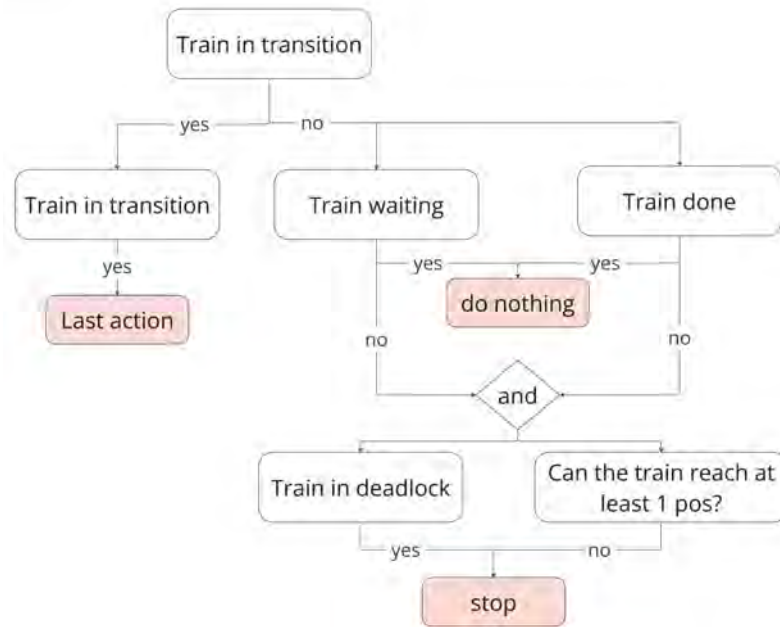 Train in transition
yes
no
Train in transition
Train waiting
Train done
yes
yes
yes
Last action
do nothing
no
no
and
Train in deadlock
Can the train reach at
least 1 pos?
yes
no
stop